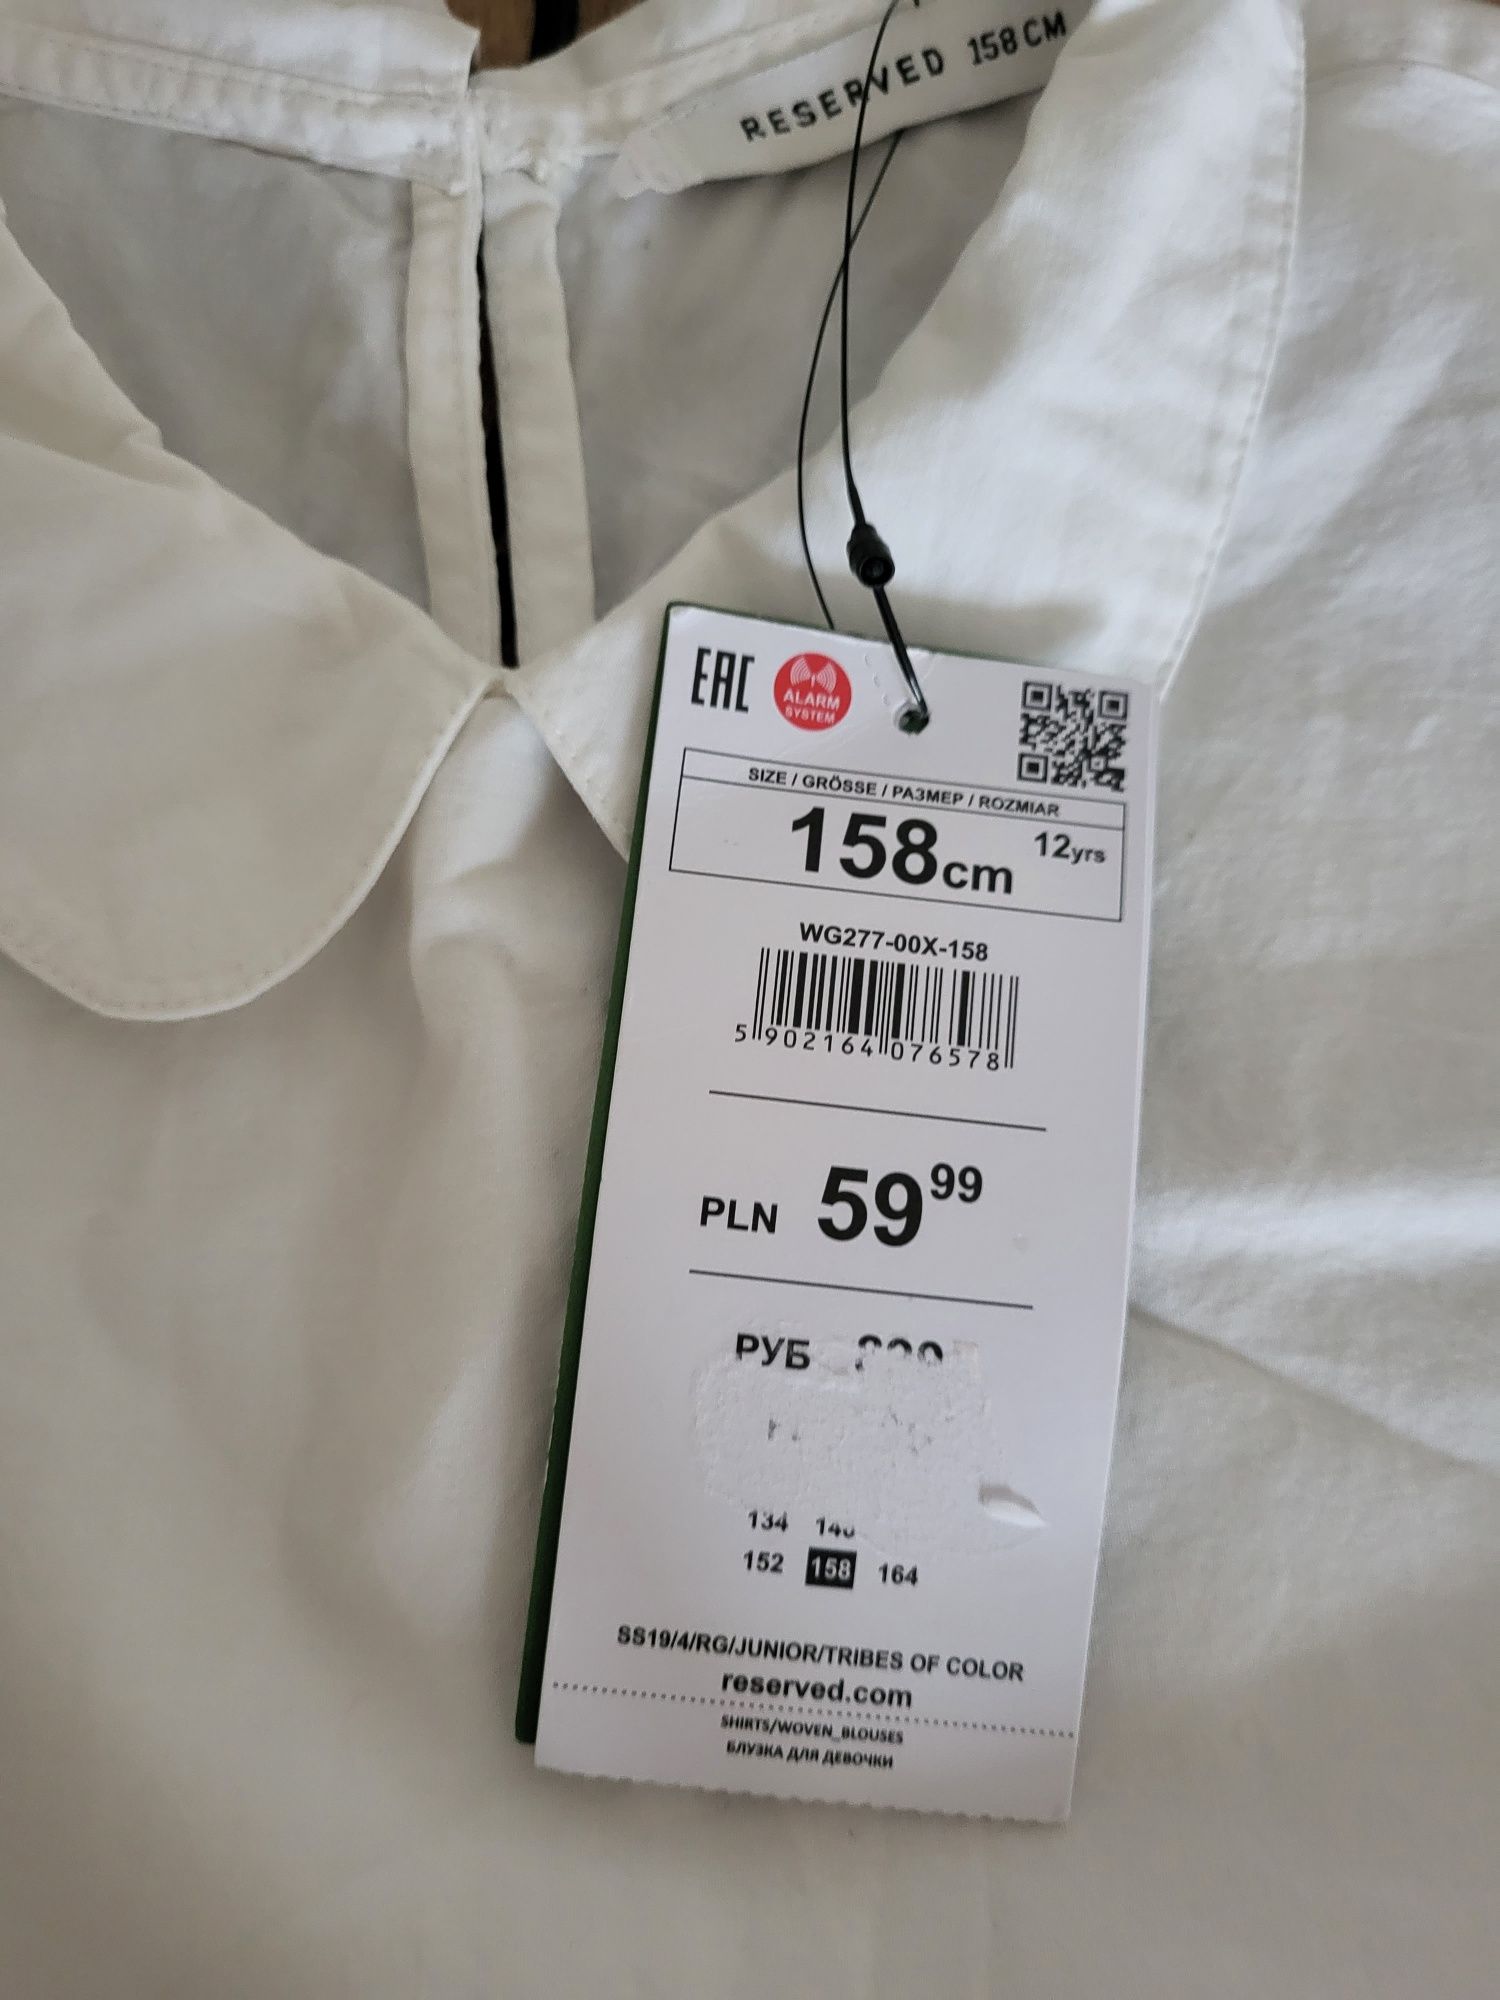 RESERVED 158CM
EAC
ALARM
SYSTEM
SIZE / GRÖSSE / РАЗМЕР / ROZMIAR
158cm 12yrs
WG277-00X-158
5 902164 076578
PLN 59 99
РУБ
134 140
152 158 164
SS19/4/RG/JUNIOR/TRIBES OF COLOR
reserved.com
SHIRTS/WOVEN_BLOUSES
БЛУЗКА ДЛЯ ДЕВОЧКИ